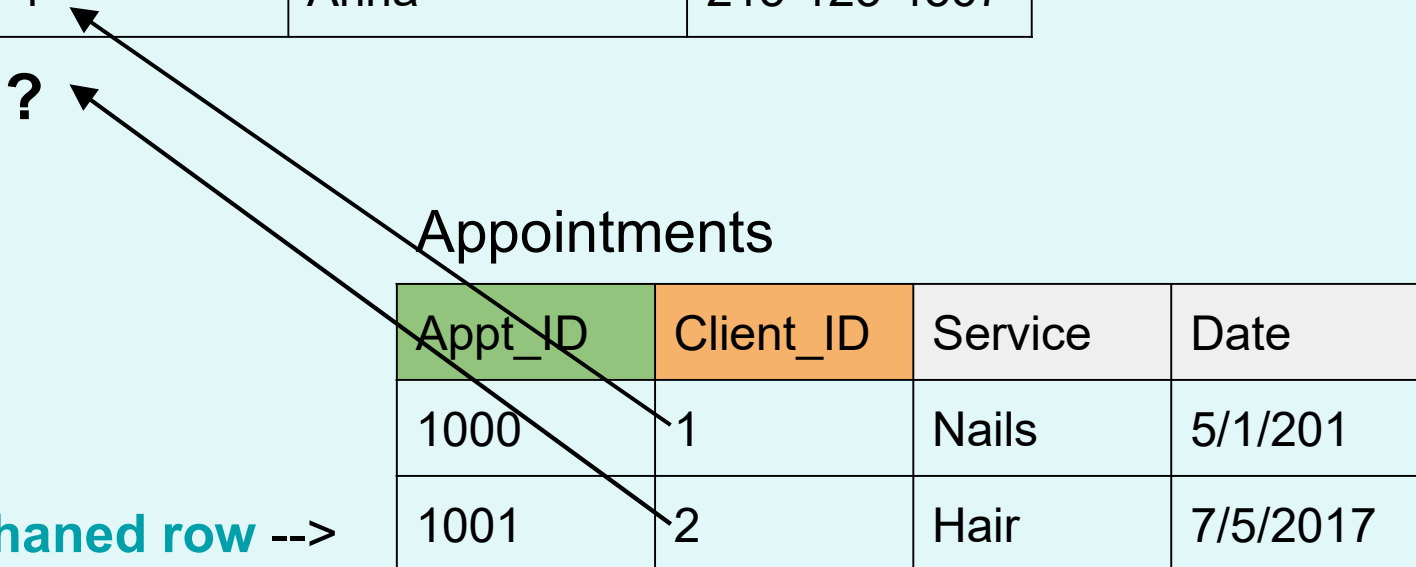 ?
Appointments
Appt_ID Client_ID Service Date
1000 1 Nails 5/1/201
1001 2 Hair 7/5/2017
haned row -->